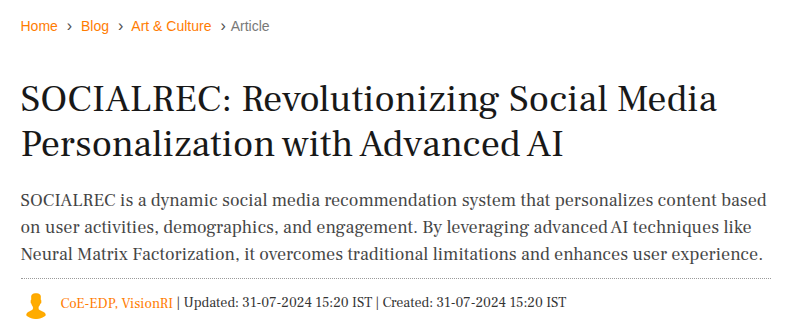 Home › Blog › Art & Culture › Article
SOCIALREC: Revolutionizing Social Media
Personalization with Advanced AI
SOCIALREC is a dynamic social media recommendation system that personalizes content based
on user activities, demographics, and engagement. By leveraging advanced AI techniques like
Neural Matrix Factorization, it overcomes traditional limitations and enhances user experience.
CoE-EDP, VisionRI | Updated: 31-07-2024 15:20 IST | Created: 31-07-2024 15:20 IST